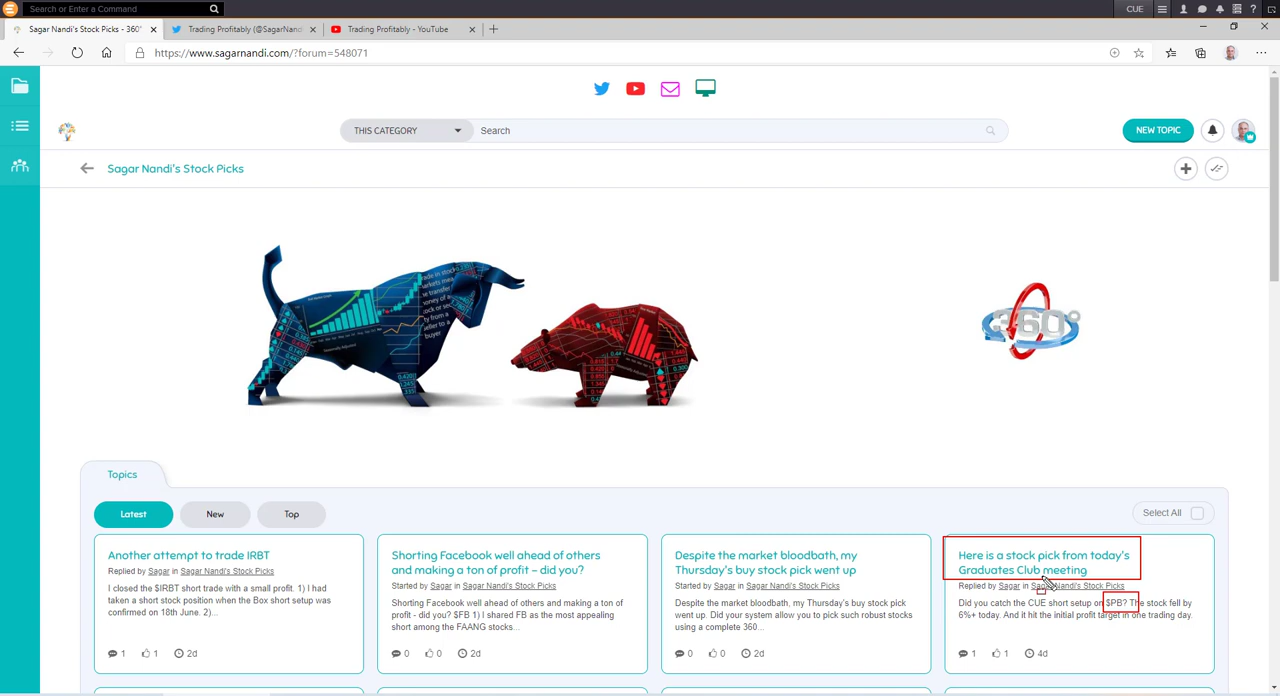 Search or Enter a Command
CUE
Sagar Nandi's Stock Picks - 360°
Trading Profitably (@SagarNand
Trading Profitably - YouTube
https://www.sagarnandi.com/?forum=548071
THIS CATEGORY
Search
NEW TOPIC
Sagar Nandi's Stock Picks
360°
Topics
Latest
New
Top
Select All
Another attempt to trade IRBT
Replied by Sagar in Sagar Nandi's Stock Picks
I closed the $IRBT short trade with a small profit. 1) I had
taken a short stock position when the Box short setup was
confirmed on 18th June. 2)...
1
1
2d
Shorting Facebook well ahead of others
and making a ton of profit – did you?
Started by Sagar in Sagar Nandi's Stock Picks
Shorting Facebook well ahead of others and making a ton of
profit - did you? $FB 1) I shared FB as the most appealing
short among the FAANG stocks...
0
0
2d
Despite the market bloodbath, my
Thursday's buy stock pick went up
Started by Sagar in Sagar Nandi's Stock Picks
Despite the market bloodbath, my Thursday's buy stock pick
went up. Did your system allow you to pick such robust stocks
using a complete 360...
0
0
2d
Here is a stock pick from today's
Graduates Club meeting
Replied by Sagar in Sagar Nandi's Stock Picks
Did you catch the CUE short setup on $PB? The stock fell by
6%+ today. And it hit the initial profit target in one trading day.
1
1
4d